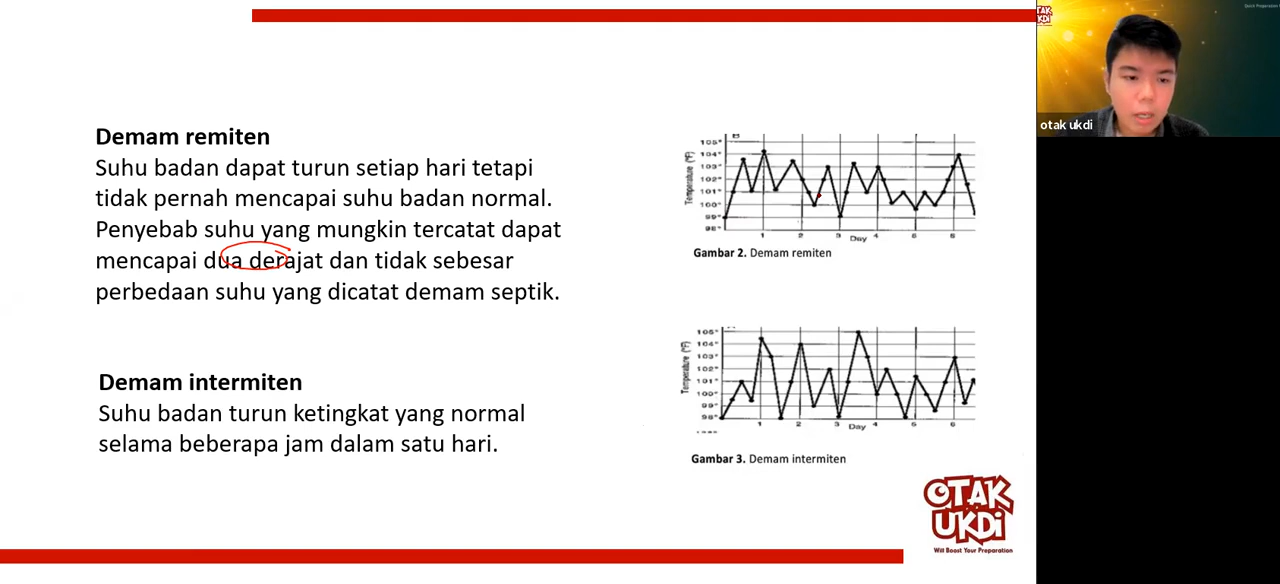 Demam remiten
Suhu badan dapat turun setiap hari tetapi
tidak pernah mencapai suhu badan normal.
Penyebab suhu yang mungkin tercatat dapat
mencapai dua derajat dan tidak sebesar
perbedaan suhu yang dicatat demam septik.
Demam intermiten
Suhu badan turun ketingkat yang normal
selama beberapa jam dalam satu hari.
Temperature (°F)
105°
104°
103°
102°
101°
100°
99°
98°
1 2 3 Day 4
Gambar 2. Demam remiten
Temperature (°F)
105°
104°
103°
102°
101°
100°
99°
98°
1 2 3 Day 4
Gambar 3. Demam intermiten
OTAK
UKDI
Will Boost Your Preparation
otak ukdi